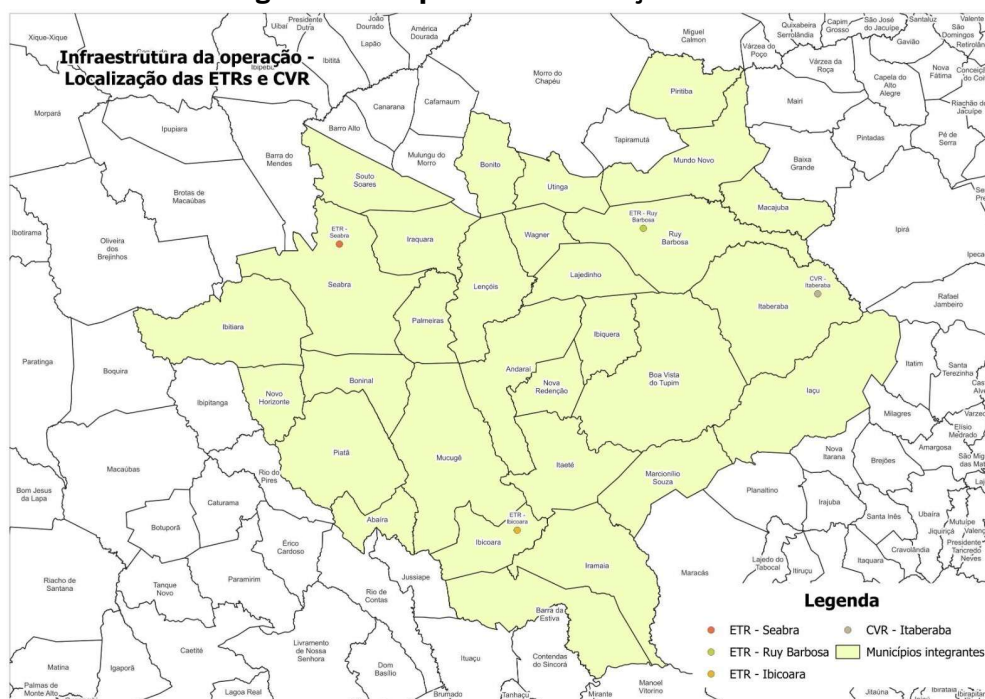 Infraestrutura da operação -
Localização das ETRs e CVR
Xique-Xique
Uibaí
Presidente
Dutra
João
Dourado
Lapão
América
Dourada
Ibititá
Miguel
Calmon
Várzea do
Poço
Quixabeira
Serrolândia
Capim
Grosso
São José
do Jacuípe
Santaluz
Valente
São
Domingos
Gavião
Várzea da
Roça
Nova
Fátima
Capela do
Alto
Alegre
Morpará
Ipupiara
Barra do
Mendes
Barro Alto
Canarana
Cafarnaum
Mulungu do
Morro
Morro do
Chapéu
Piritiba
Tapiramutá
Mairi
Pintadas
Pé de
Serra
Baixa
Grande
Mundo Novo
Souto
Soares
Bonito
Utinga
Macajuba
Brotas de
Macaúbas
Ibotirama
Oliveira
dos
Brejinhos
ETR -
Seabra
Iraquara
Wagner
ETR - Ruy
Barbosa
Ruy
Barbosa
Ipirá
Seabra
Lençóis
Lajedinho
CVR -
Itaberaba
Itaberaba
Rafael
Jambeiro
Ibitiara
Palmeiras
Ibiquera
Paratinga
Boquira
Ibipitanga
Novo
Horizonte
Boninal
Andaraí
Nova
Redenção
Boa Vista
do Tupim
Iaçu
Itatim
Santa
Terezinha
Milagres
Elísio
Medrado
Amargosa
Macaúbas
Piatã
Mucugê
Itaeté
Marcionílio
Souza
Nova
Itarana
Brejões
Bom Jesus
da Lapa
Rio do
Pires
Caturama
Botuporã
Abaíra
ETR -
Ibicoara
Ibicoara
Planaltino
Irajuba
Santa Inês
Ubaíra
Jiquiriçá
Mutuípe
Érico
Cardoso
Iramaia
Maracás
Lajedo do
Tabocal
Itiruçu
Itaquara
Cravolândia
Presidente
Tancredo
Neves
Riacho de
Santana
Tanque
Novo
Paramirim
Jussiape
Rio de
Contas
Barra da
Estiva
Matina
Igaporã
Caetité
Livramento
de Nossa
Senhora
Dom
Basílio
Ituaçu
Contendas
do Sincorá
Palmas de
Monte Alto
Lagoa Real
Brumado
Tanhaçu
Mirante
Manoel
Vitorino
Jitaúna
Legenda
ETR - Seabra
CVR - Itaberaba
ETR - Ruy Barbosa
Municípios integrantes
ETR - Ibicoara